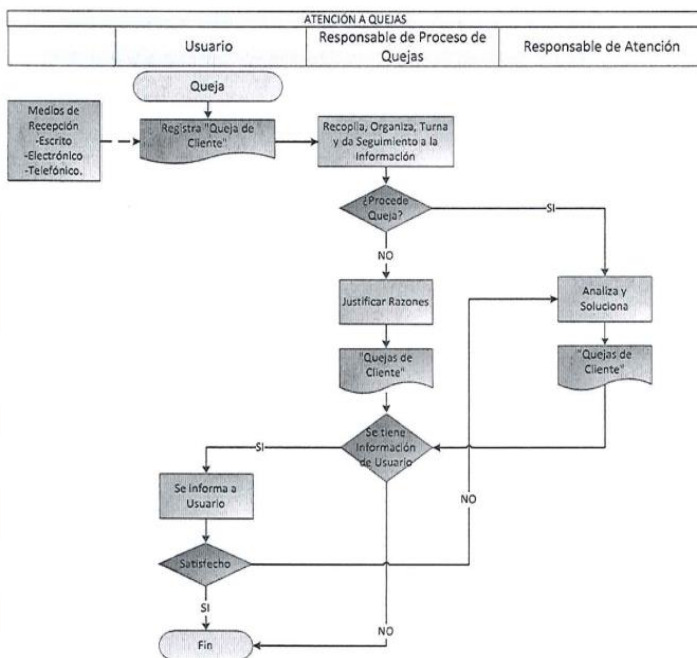 ATENCIÓN A QUEJAS
Usuario
Responsable de Proceso de
Quejas
Responsable de Atención
Queja
Medios de
Recepción
-Escrito
-Electrónico
-Telefónico.
Registra "Queja de
Cliente"
Recopila, Organiza, Turna
y da Seguimiento a la
Información
¿Procede
Queja?
SI
NO
Justificar Razones
Analiza y
Soluciona
"Quejas de
Cliente"
"Quejas de
Cliente"
Se tiene
Información
de Usuario
SI
NO
Se informa a
Usuario
Satisfecho
SI
NO
Fin